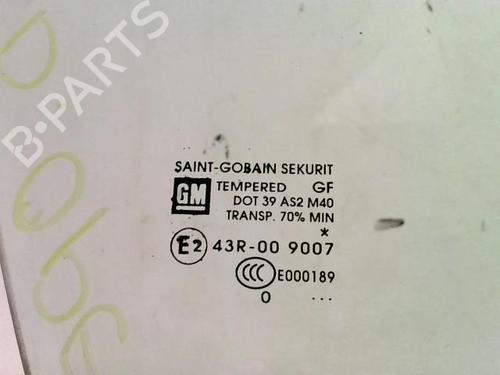 B-PARTS
SAINT-GOBAIN SEKURIT
GM TEMPERED GF
DOT 39 AS2 M40
TRANSP. 70% MIN
*
E2 43R-00 9007
CCC E000189
O ...